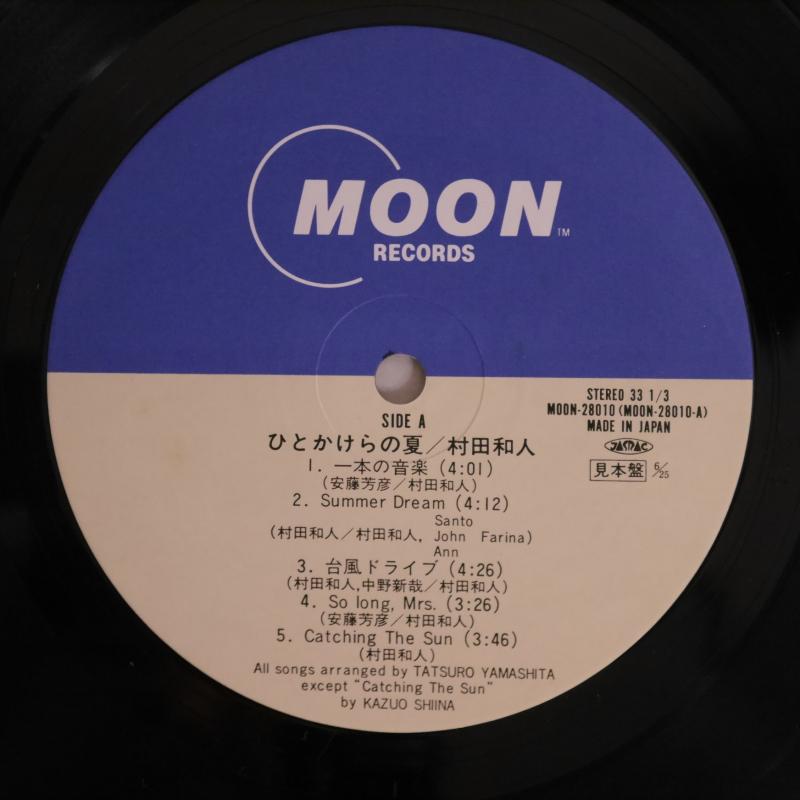 MOON™
RECORDS
STEREO 33 1/3
MOON-28010 (MOON-28010-A)
MADE IN JAPAN
JASRAC
見本盤 6/25
SIDE A
ひとかけらの夏／村田和人
1. 一本の音楽 (4:01)
(安藤芳彦／村田和人)
2. Summer Dream (4:12)
Santo
(村田和人／村田和人, John Farina)
Ann
3. 台風ドライブ (4:26)
(村田和人,中野新哉／村田和人)
4. So long, Mrs. (3:26)
(安藤芳彦／村田和人)
5. Catching The Sun (3:46)
(村田和人)
All songs arranged by TATSURO YAMASHITA
except "Catching The Sun"
by KAZUO SHIINA